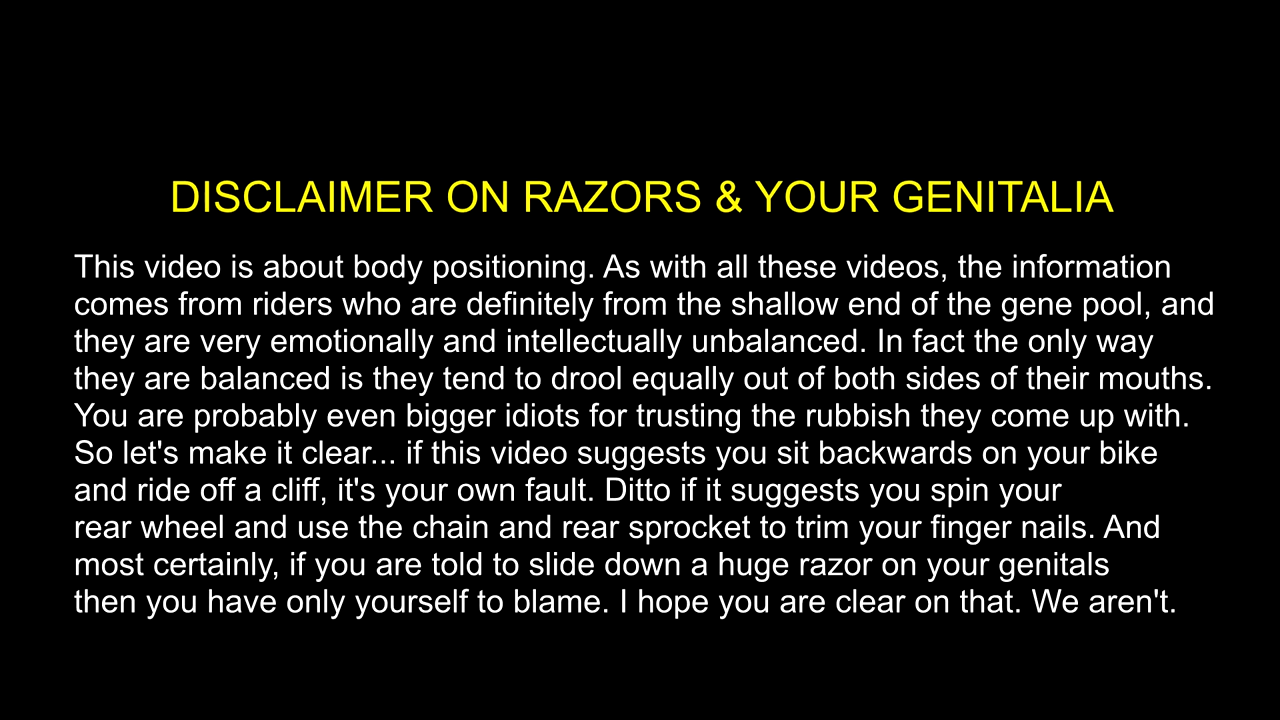 DISCLAIMER ON RAZORS & YOUR GENITALIA
This video is about body positioning. As with all these videos, the information
comes from riders who are definitely from the shallow end of the gene pool, and
they are very emotionally and intellectually unbalanced. In fact the only way
they are balanced is they tend to drool equally out of both sides of their mouths.
You are probably even bigger idiots for trusting the rubbish they come up with.
So let's make it clear... if this video suggests you sit backwards on your bike
and ride off a cliff, it's your own fault. Ditto if it suggests you spin your
rear wheel and use the chain and rear sprocket to trim your finger nails. And
most certainly, if you are told to slide down a huge razor on your genitals
then you have only yourself to blame. I hope you are clear on that. We aren't.